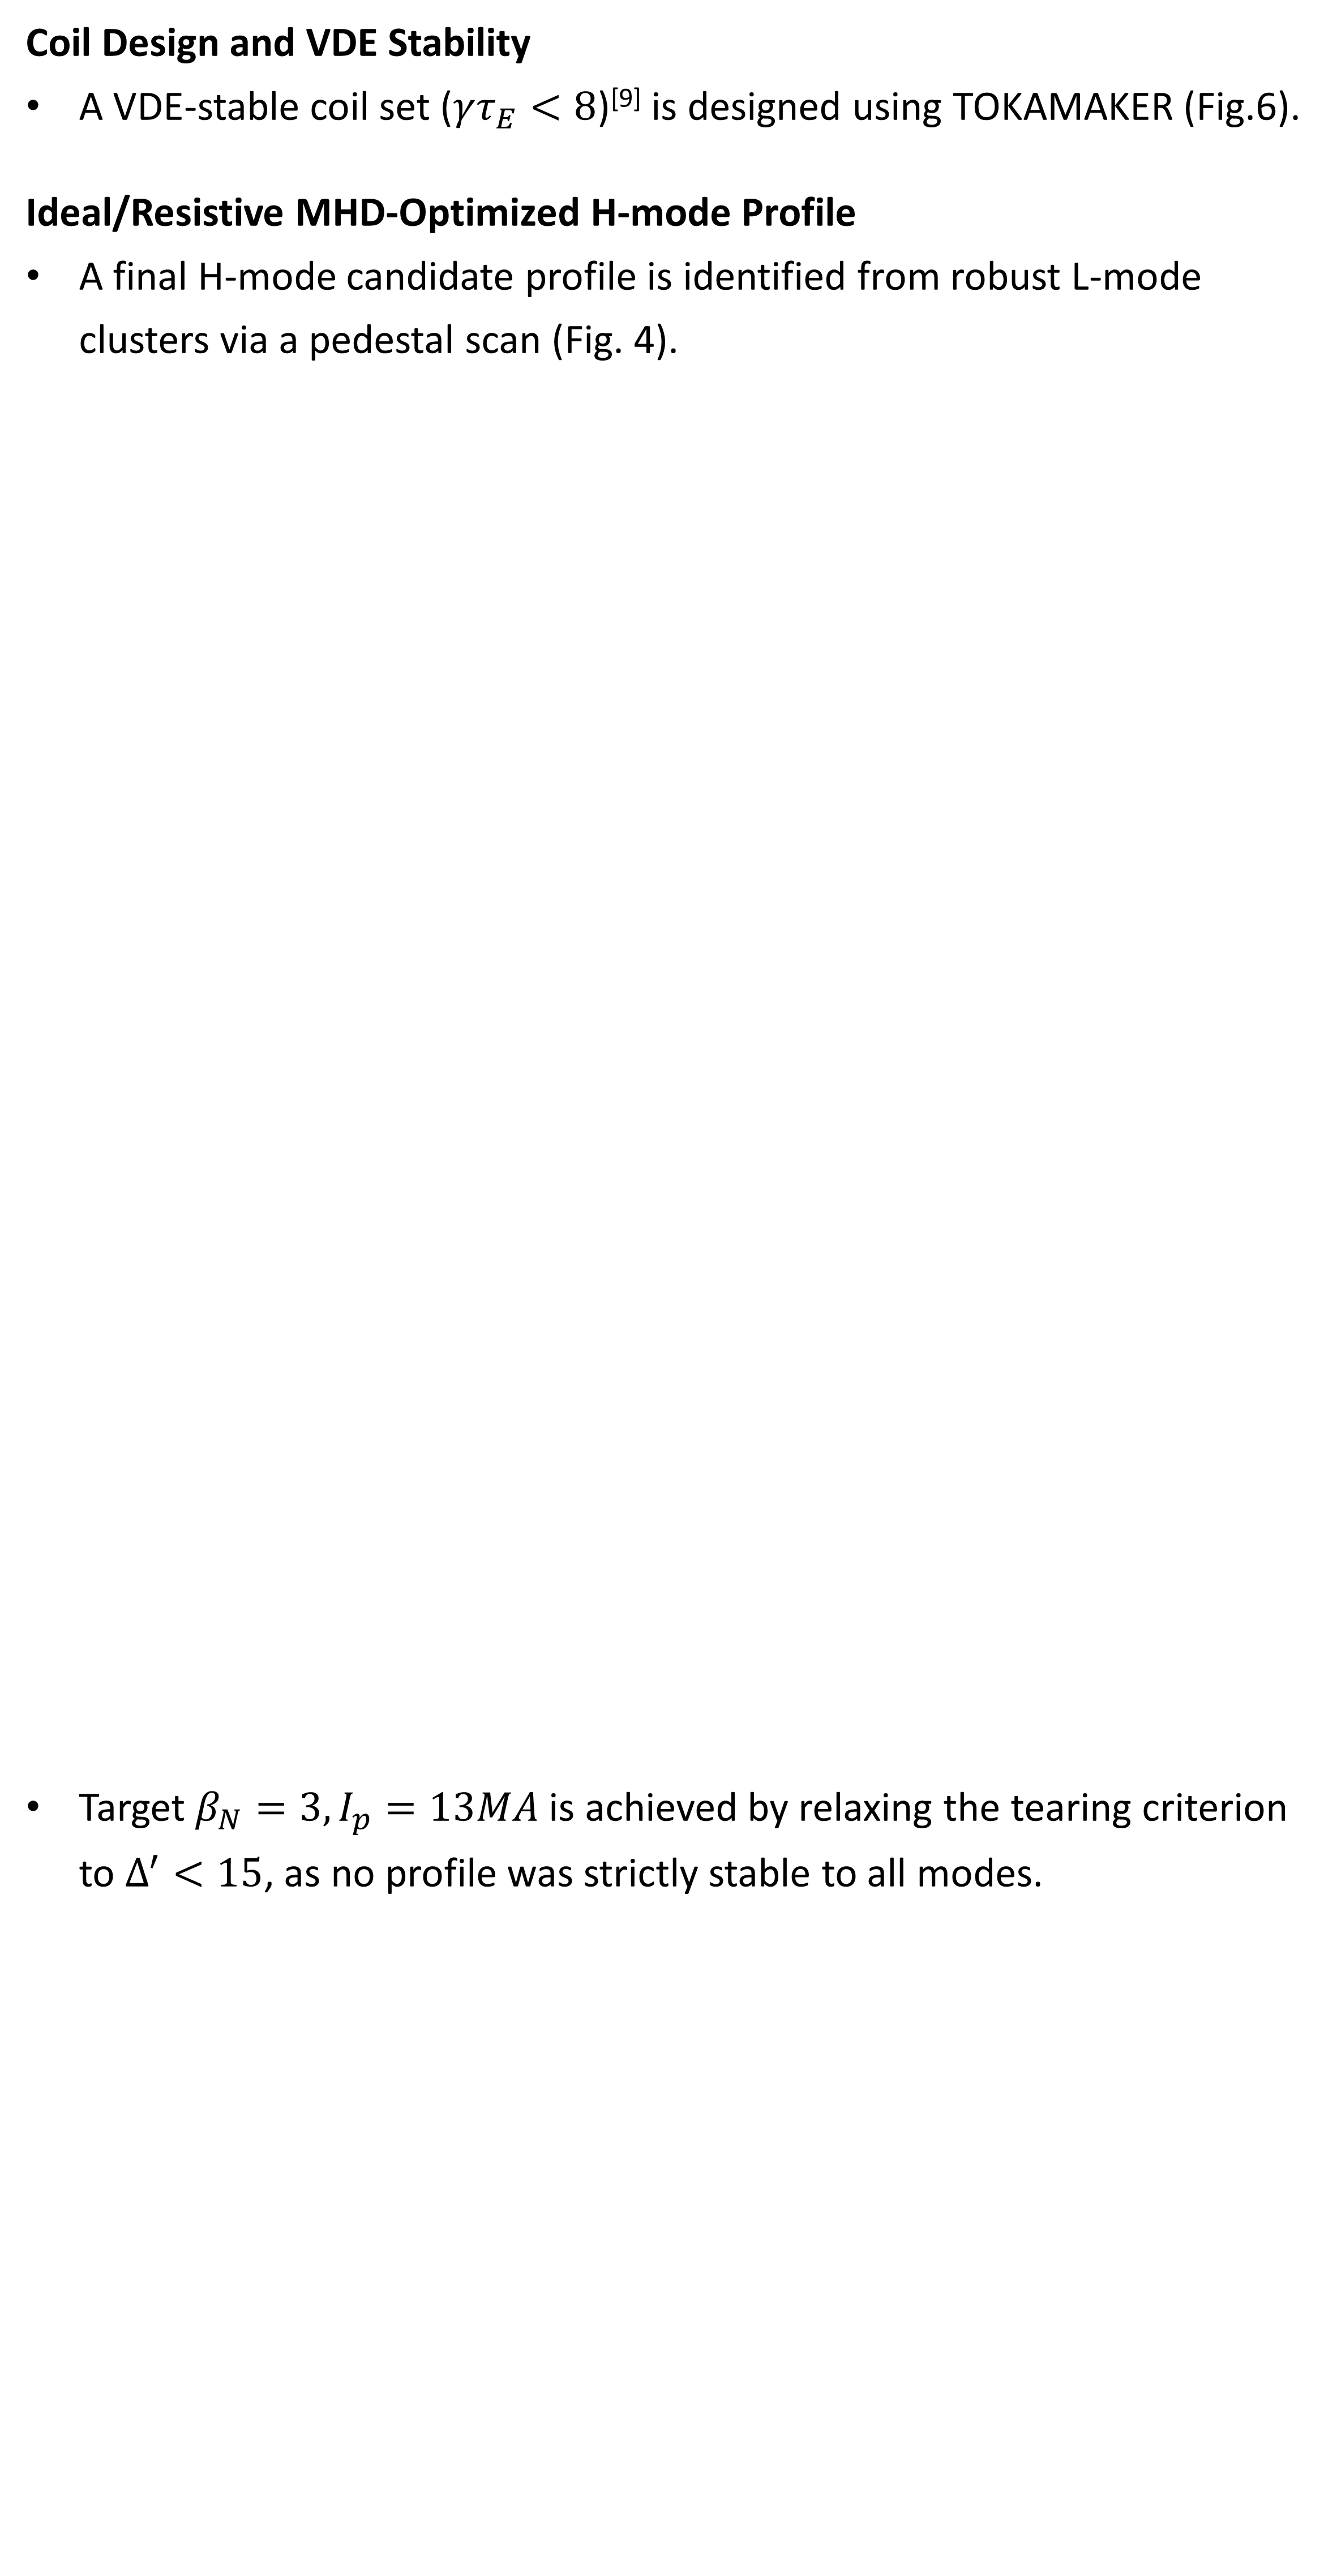 Coil Design and VDE Stability
• A VDE-stable coil set (γτ_E < 8)^[9] is designed using TOKAMAKER (Fig.6).
Ideal/Resistive MHD-Optimized H-mode Profile
• A final H-mode candidate profile is identified from robust L-mode
clusters via a pedestal scan (Fig. 4).
• Target β_N = 3, I_p = 13MA is achieved by relaxing the tearing criterion
to Δ′ < 15, as no profile was strictly stable to all modes.